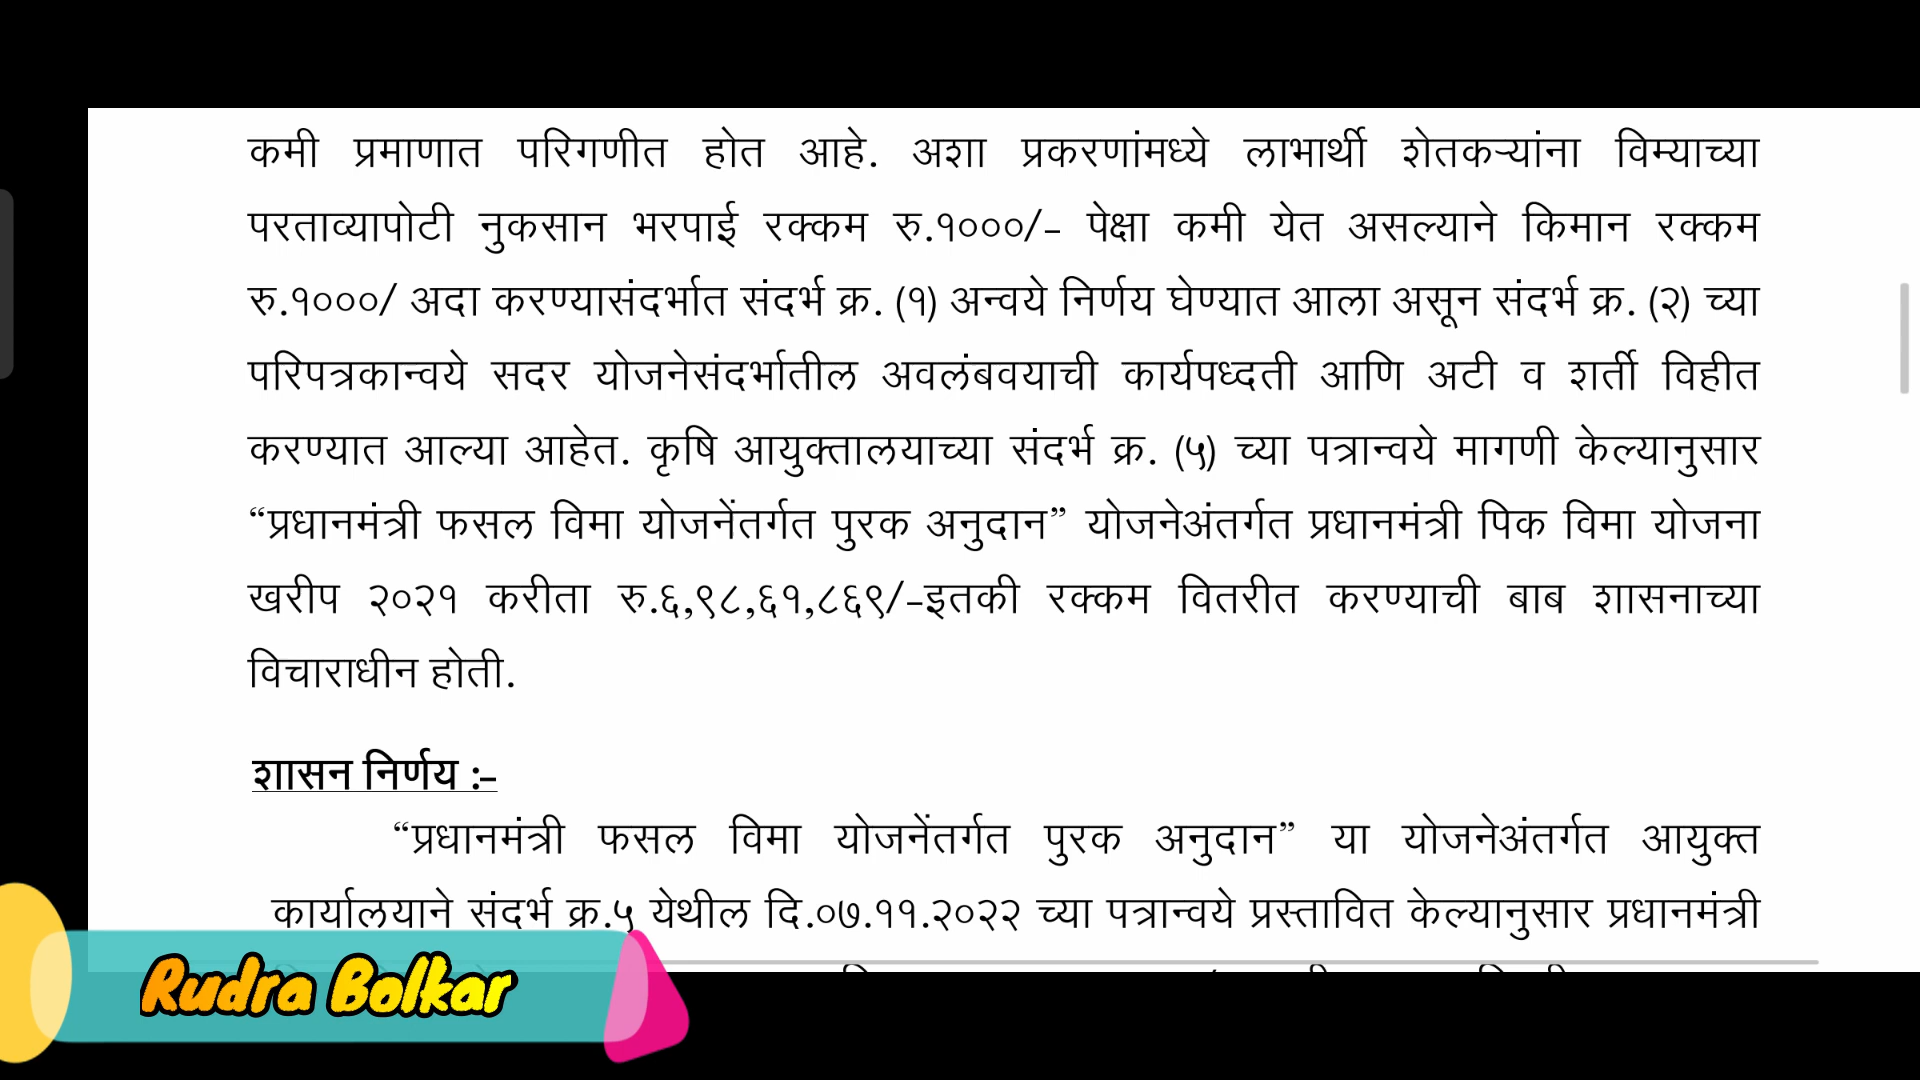 कमी प्रमाणात परिगणीत होत आहे. अशा प्रकरणांमध्ये लाभार्थी शेतकऱ्यांना विम्याच्या
परताव्यापोटी नुकसान भरपाई रक्कम रु.१०००/- पेक्षा कमी येत असल्याने किमान रक्कम
रु.१०००/ अदा करण्यासंदर्भात संदर्भ क्र. (१) अन्वये निर्णय घेण्यात आला असून संदर्भ क्र. (२) च्या
परिपत्रकान्वये सदर योजनेसंदर्भातील अवलंबवयाची कार्यपध्दती आणि अटी व शर्ती विहीत
करण्यात आल्या आहेत. कृषि आयुक्तालयाच्या संदर्भ क्र. (५) च्या पत्रान्वये मागणी केल्यानुसार
“प्रधानमंत्री फसल विमा योजनेंतर्गत पुरक अनुदान” योजनेअंतर्गत प्रधानमंत्री पिक विमा योजना
खरीप २०२१ करीता रु.६,९८,६१,८६९/-इतकी रक्कम वितरीत करण्याची बाब शासनाच्या
विचाराधीन होती.
शासन निर्णय :-
“प्रधानमंत्री फसल विमा योजनेंतर्गत पुरक अनुदान” या योजनेअंतर्गत आयुक्त
कार्यालयाने संदर्भ क्र.५ येथील दि.०७.११.२०२२ च्या पत्रान्वये प्रस्तावित केल्यानुसार प्रधानमंत्री
Rudra Bolkar